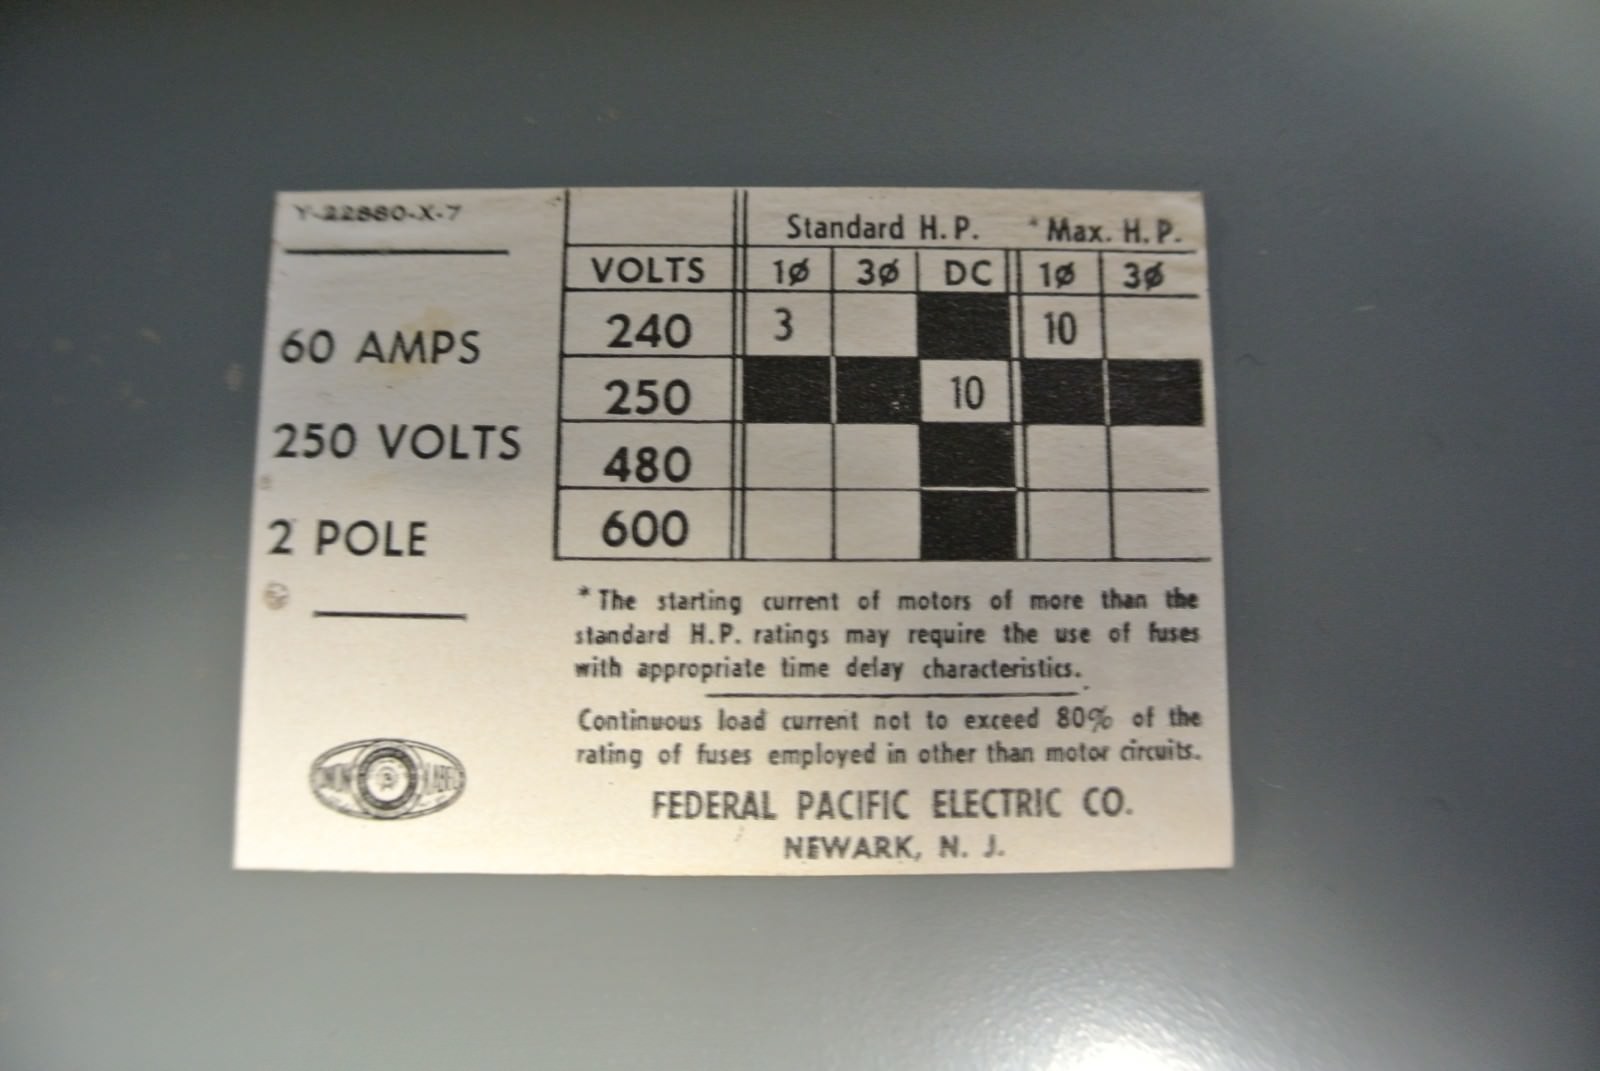 Y-22880-X-7
60 AMPS
250 VOLTS
2 POLE
Standard H.P. *Max. H.P.
VOLTS 1ø 3ø DC 1ø 3ø
240 3 10
250 10
480
600
*The starting current of motors of more than the
standard H.P. ratings may require the use of fuses
with appropriate time delay characteristics.
Continuous load current not to exceed 80% of the
rating of fuses employed in other than motor circuits.
FEDERAL PACIFIC ELECTRIC CO.
NEWARK, N. J.